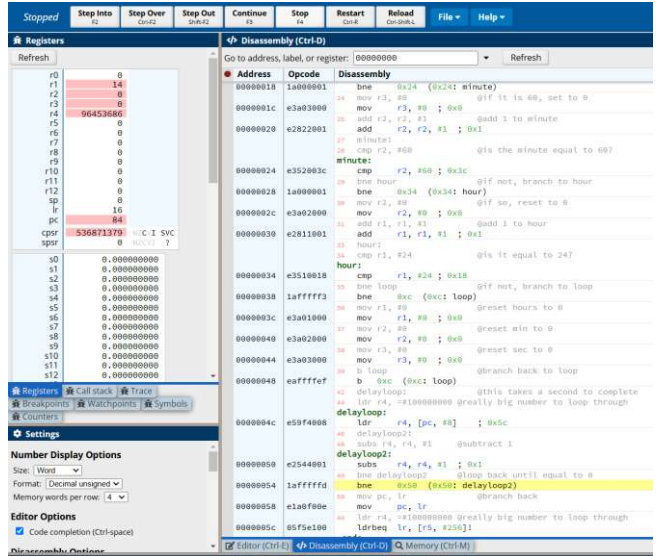 Stopped
Step Into
F2
Step Over
Ctrl-F2
Step Out
Shift-F2
Continue
F3
Stop
F4
Restart
Ctrl-R
Reload
Ctrl-Shift-L
File
Help
Registers
Refresh
r0 0
r1 14
r2 0
r3 0
r4 96453686
r5 0
r6 0
r7 0
r8 0
r9 0
r10 0
r11 0
r12 0
sp 0
lr 16
pc 84
cpsr 536871379 NZCVI SVC
spsr 0 NZCVI ?
s0 0.000000000
s1 0.000000000
s2 0.000000000
s3 0.000000000
s4 0.000000000
s5 0.000000000
s6 0.000000000
s7 0.000000000
s8 0.000000000
s9 0.000000000
s10 0.000000000
s11 0.000000000
s12 0.000000000
Registers Call stack Trace
Breakpoints Watchpoints Symbols
Counters
Settings
Number Display Options
Size: Word
Format: Decimal unsigned
Memory words per row: 4
Editor Options
Code completion (Ctrl-space)
Disassembly Options
</> Disassembly (Ctrl-D)
Go to address, label, or register: 00000000 Refresh
Address Opcode Disassembly
00000018 1a000001 bne 0x24 (0x24: minute)
24 mov r3, #0 @if it is 60, set to 0
0000001c e3a03000 mov r3, #0 ; 0x0
add r2, r2, #1 @add 1 to minute
00000020 e2822001 add r2, r2, #1 ; 0x1
27 minute:
28 cmp r2, #60 @is the minute equal to 60?
minute:
00000024 e352003c cmp r2, #60 ; 0x3c
bne hour @if not, branch to hour
00000028 1a000001 bne 0x34 (0x34: hour)
mov r2, #0 @if so, reset to 0
0000002c e3a02000 mov r2, #0 ; 0x0
add r1, r1, #1 @add 1 to hour
00000030 e2811001 add r1, r1, #1 ; 0x1
33 hour:
34 cmp r1, #24 @is it equal to 24?
hour:
00000034 e3510018 cmp r1, #24 ; 0x18
bne loop @if not, branch to loop
00000038 1afffff3 bne 0xc (0xc: loop)
mov r1, #0 @reset hours to 0
0000003c e3a01000 mov r1, #0 ; 0x0
mov r2, #0 @reset min to 0
00000040 e3a02000 mov r2, #0 ; 0x0
mov r3, #0 @reset sec to 0
00000044 e3a03000 mov r3, #0 ; 0x0
b loop @branch back to loop
00000048 eaffffef b 0xc (0xc: loop)
42 delayloop: @this takes a second to complete
44 ldr r4, =#100000000 @really big number to loop through
delayloop:
0000004c e59f4008 ldr r4, [pc, #8] ; 0x5c
delayloop2:
subs r4, r4, #1 @subtract 1
delayloop2:
00000050 e2544001 subs r4, r4, #1 ; 0x1
bne delayloop2 @loop back until equal to 0
00000054 1afffffd bne 0x50 (0x50: delayloop2)
mov pc, lr @branch back
00000058 e1a0f00e mov pc, lr
44 ldr r4, =#100000000 @really big number to loop through
0000005c 05f5e100 ldrbeq lr, [r5, #256]!
Editor (Ctrl-E) </> Disassembly (Ctrl-D) Memory (Ctrl-M)